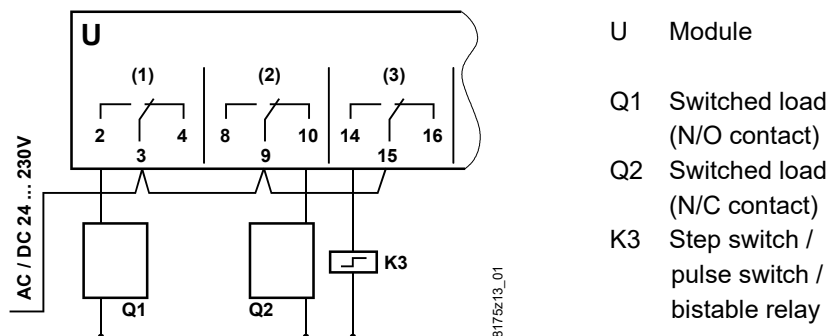 U
(1) (2) (3)
2 4 8 10 14 16
3 9 15
AC / DC 24 ... 230V
K3
Q1 Q2
8175z13_01
U Module
Q1 Switched load
(N/O contact)
Q2 Switched load
(N/C contact)
K3 Step switch /
pulse switch /
bistable relay